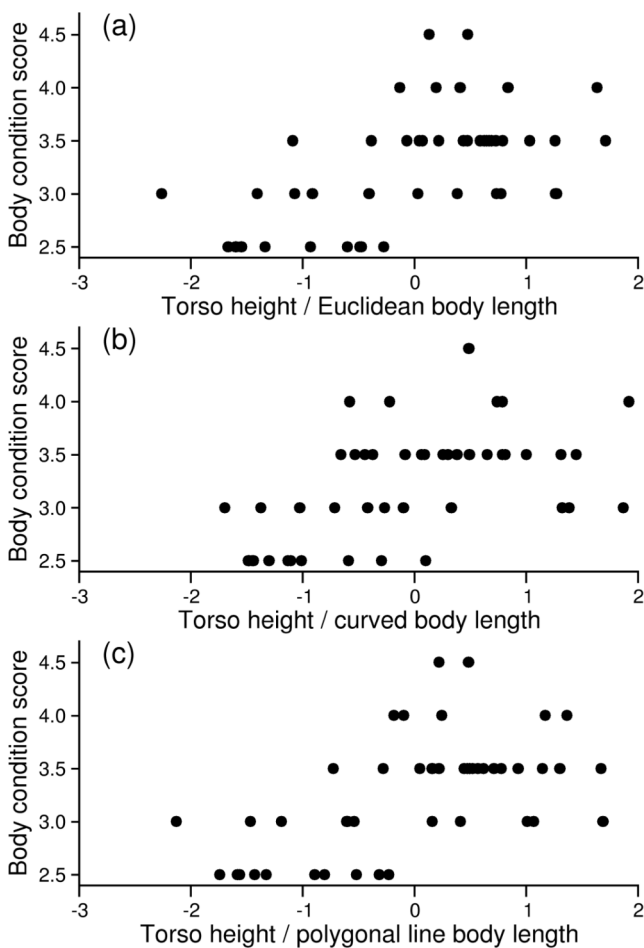 (a)
Body condition score
4.5
4.0
3.5
3.0
2.5
-3 -2 -1 0 1 2
Torso height / Euclidean body length
(b)
Body condition score
4.5
4.0
3.5
3.0
2.5
-3 -2 -1 0 1 2
Torso height / curved body length
(c)
Body condition score
4.5
4.0
3.5
3.0
2.5
-3 -2 -1 0 1 2
Torso height / polygonal line body length